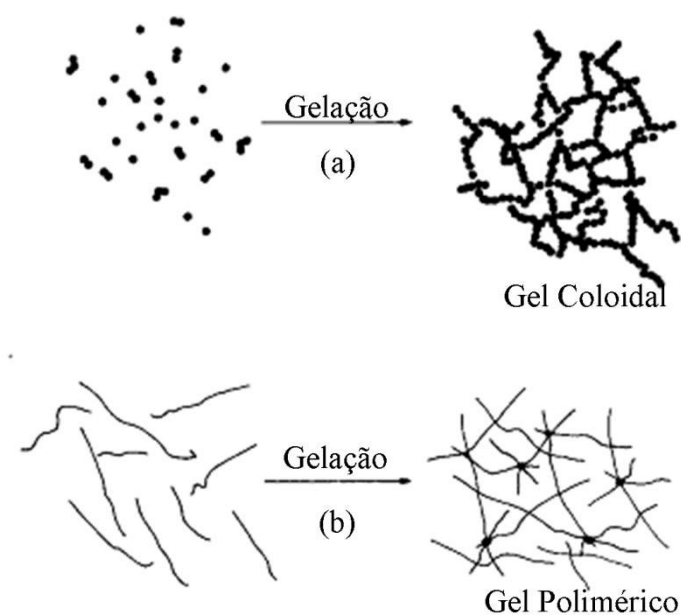 Gelação
(a)
Gel Coloidal
Gelação
(b)
Gel Polimérico